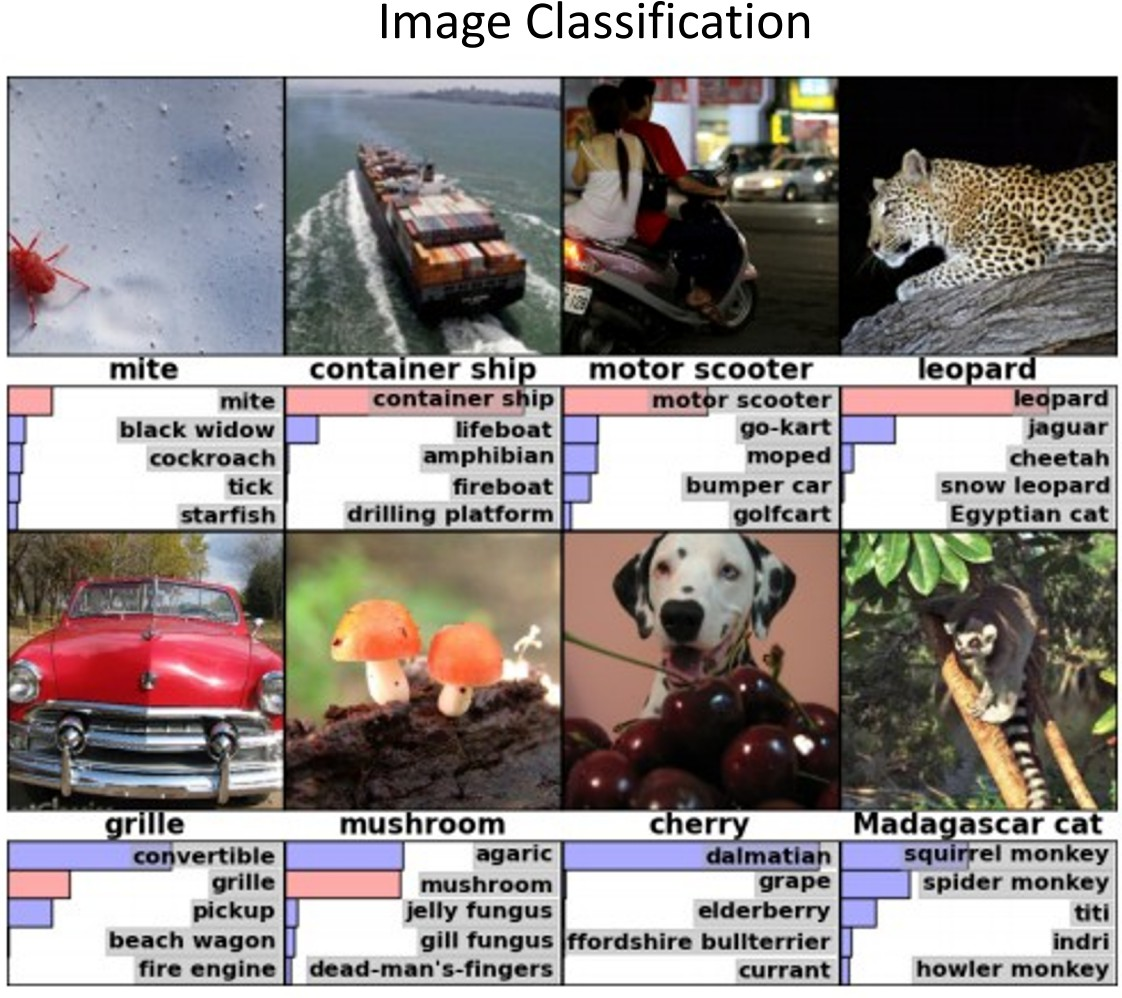 Image Classification
mite
container ship
motor scooter
leopard
mite
black widow
cockroach
tick
starfish
container ship
lifeboat
amphibian
fireboat
drilling platform
motor scooter
go-kart
moped
bumper car
golfcart
leopard
jaguar
cheetah
snow leopard
Egyptian cat
grille
mushroom
cherry
Madagascar cat
convertible
grille
pickup
beach wagon
fire engine
agaric
mushroom
jelly fungus
gill fungus
dead-man's-fingers
dalmatian
grape
elderberry
ffordshire bullterrier
currant
squirrel monkey
spider monkey
titi
indri
howler monkey